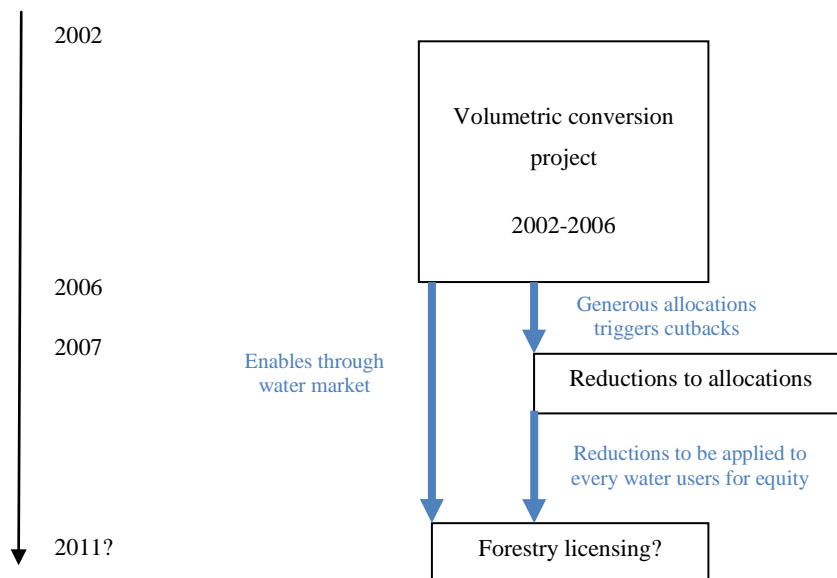 2002
Volumetric conversion
project
2002-2006
2006
Generous allocations
triggers cutbacks
2007
Enables through
water market
Reductions to allocations
Reductions to be applied to
every water users for equity
2011?
Forestry licensing?